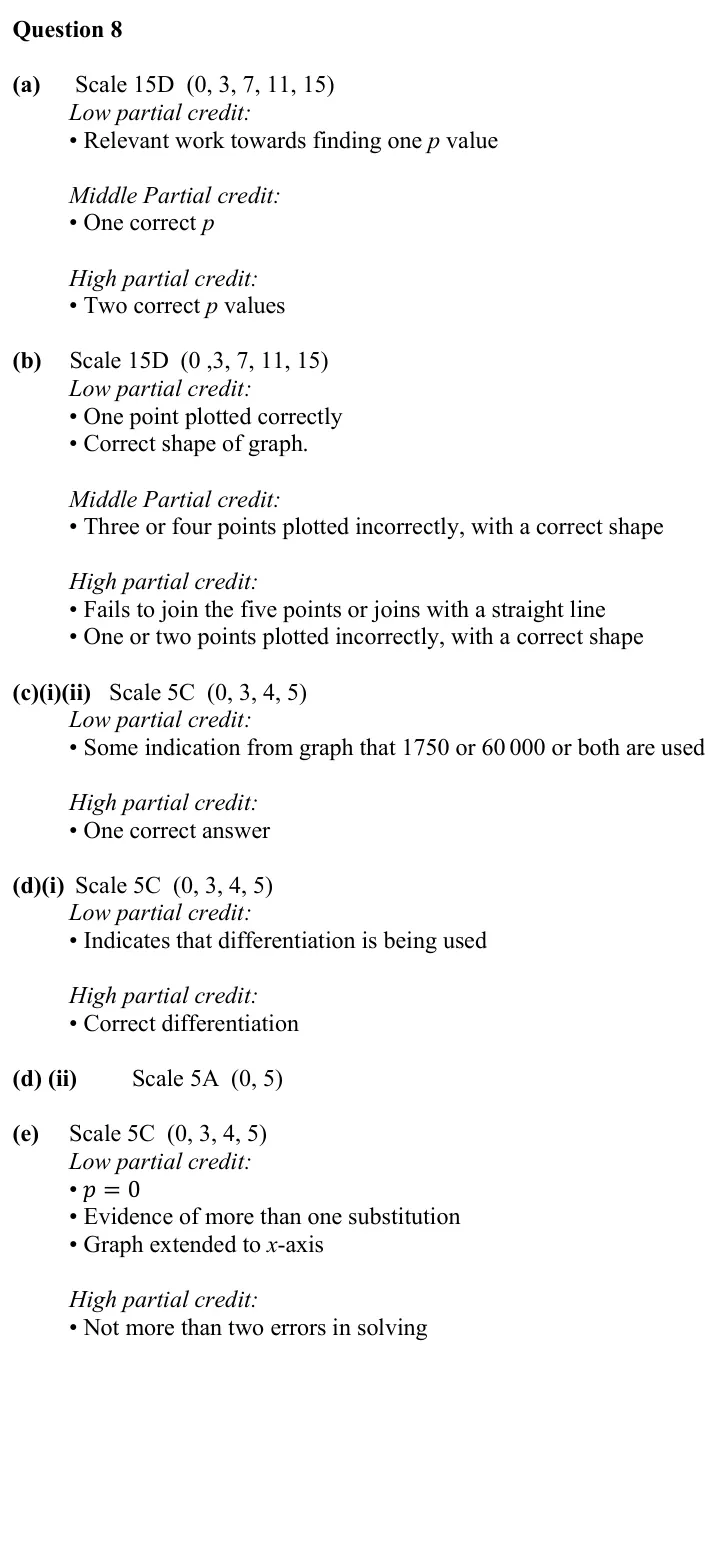 Question 8
(a) Scale 15D (0, 3, 7, 11, 15)
Low partial credit:
• Relevant work towards finding one p value
Middle Partial credit:
• One correct p
High partial credit:
• Two correct p values
(b) Scale 15D (0 ,3, 7, 11, 15)
Low partial credit:
• One point plotted correctly
• Correct shape of graph.
Middle Partial credit:
• Three or four points plotted incorrectly, with a correct shape
High partial credit:
• Fails to join the five points or joins with a straight line
• One or two points plotted incorrectly, with a correct shape
(c)(i)(ii) Scale 5C (0, 3, 4, 5)
Low partial credit:
• Some indication from graph that 1750 or 60 000 or both are used
High partial credit:
• One correct answer
(d)(i) Scale 5C (0, 3, 4, 5)
Low partial credit:
• Indicates that differentiation is being used
High partial credit:
• Correct differentiation
(d) (ii) Scale 5A (0, 5)
(e) Scale 5C (0, 3, 4, 5)
Low partial credit:
• p = 0
• Evidence of more than one substitution
• Graph extended to x-axis
High partial credit:
• Not more than two errors in solving